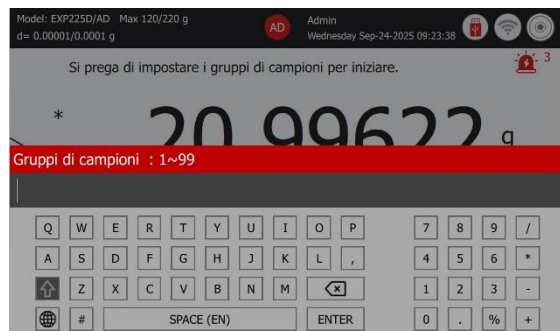 Model: EXP225D/AD Max 120/220 g
d= 0.00001/0.0001 g
AD
Admin
Wednesday Sep-24-2025 09:23:38
Si prega di impostare i gruppi di campioni per iniziare.
3
*
20.99622 g
Gruppi di campioni : 1~99
Q W E R T Y U I O P 7 8 9 /
A S D F G H J K L , 4 5 6 *
Z X C V B N M 1 2 3 -
# SPACE (EN) ENTER 0 . % +